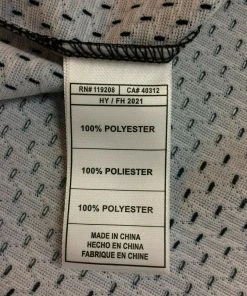 RN# 119208 CA# 40312
HY / FH 2021
100% POLYESTER
100% POLIESTER
100% POLYESTER
MADE IN CHINA
HECHO EN CHINA
FABRIQUE EN CHINE